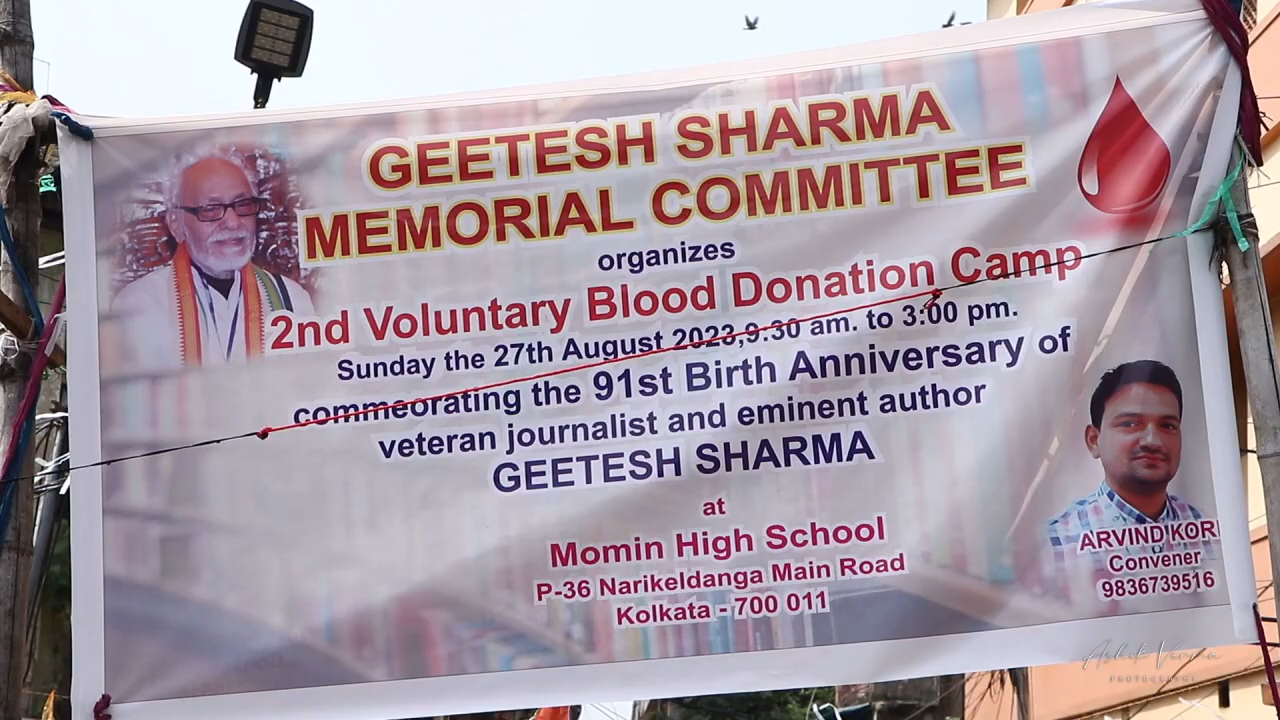 GEETESH SHARMA
MEMORIAL COMMITTEE
organizes
2nd Voluntary Blood Donation Camp
Sunday the 27th August 2023,9.30 am. to 3:00 pm.
commeorating the 91st Birth Anniversary of
veteran journalist and eminent author
GEETESH SHARMA
at
Momin High School
P-36 Narikeldanga Main Road
Kolkata - 700 011
ARVIND KORI
Convener
9836739516
PHOTOGRAPHY